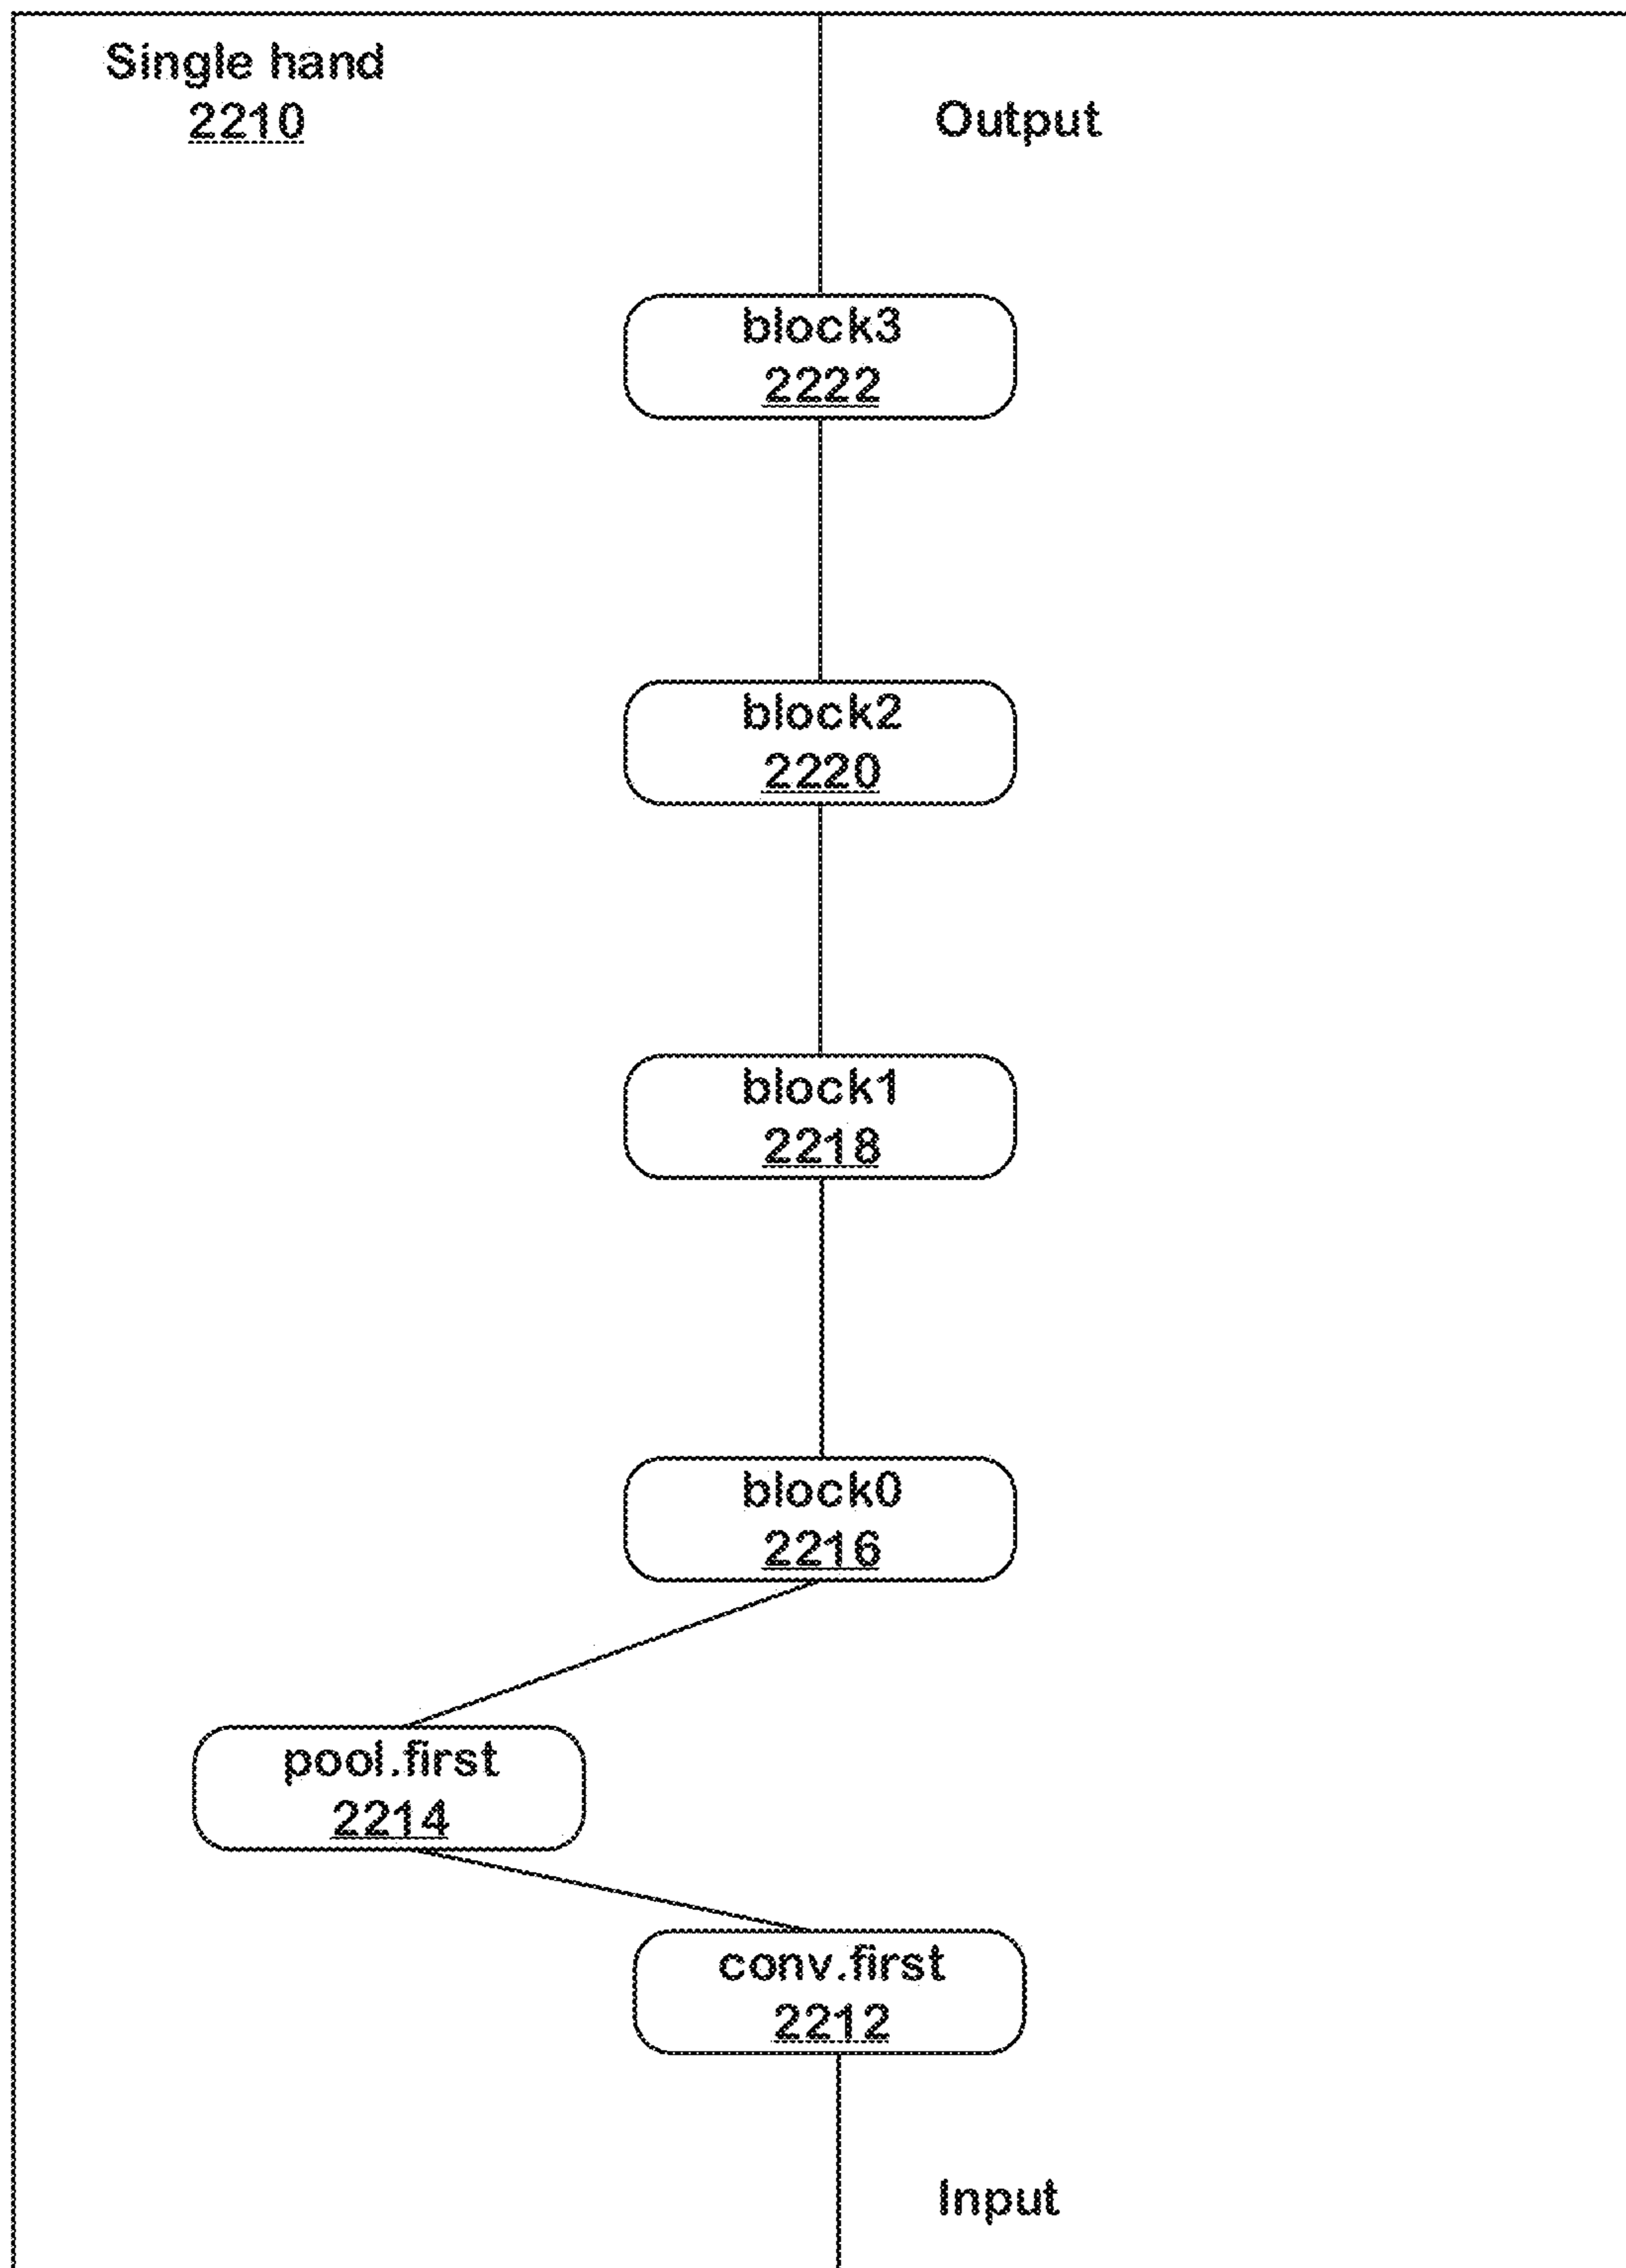 Single hand
2210
Output
block3
2222
block2
2220
block1
2218
block0
2216
pool.first
2214
conv.first
2212
Input